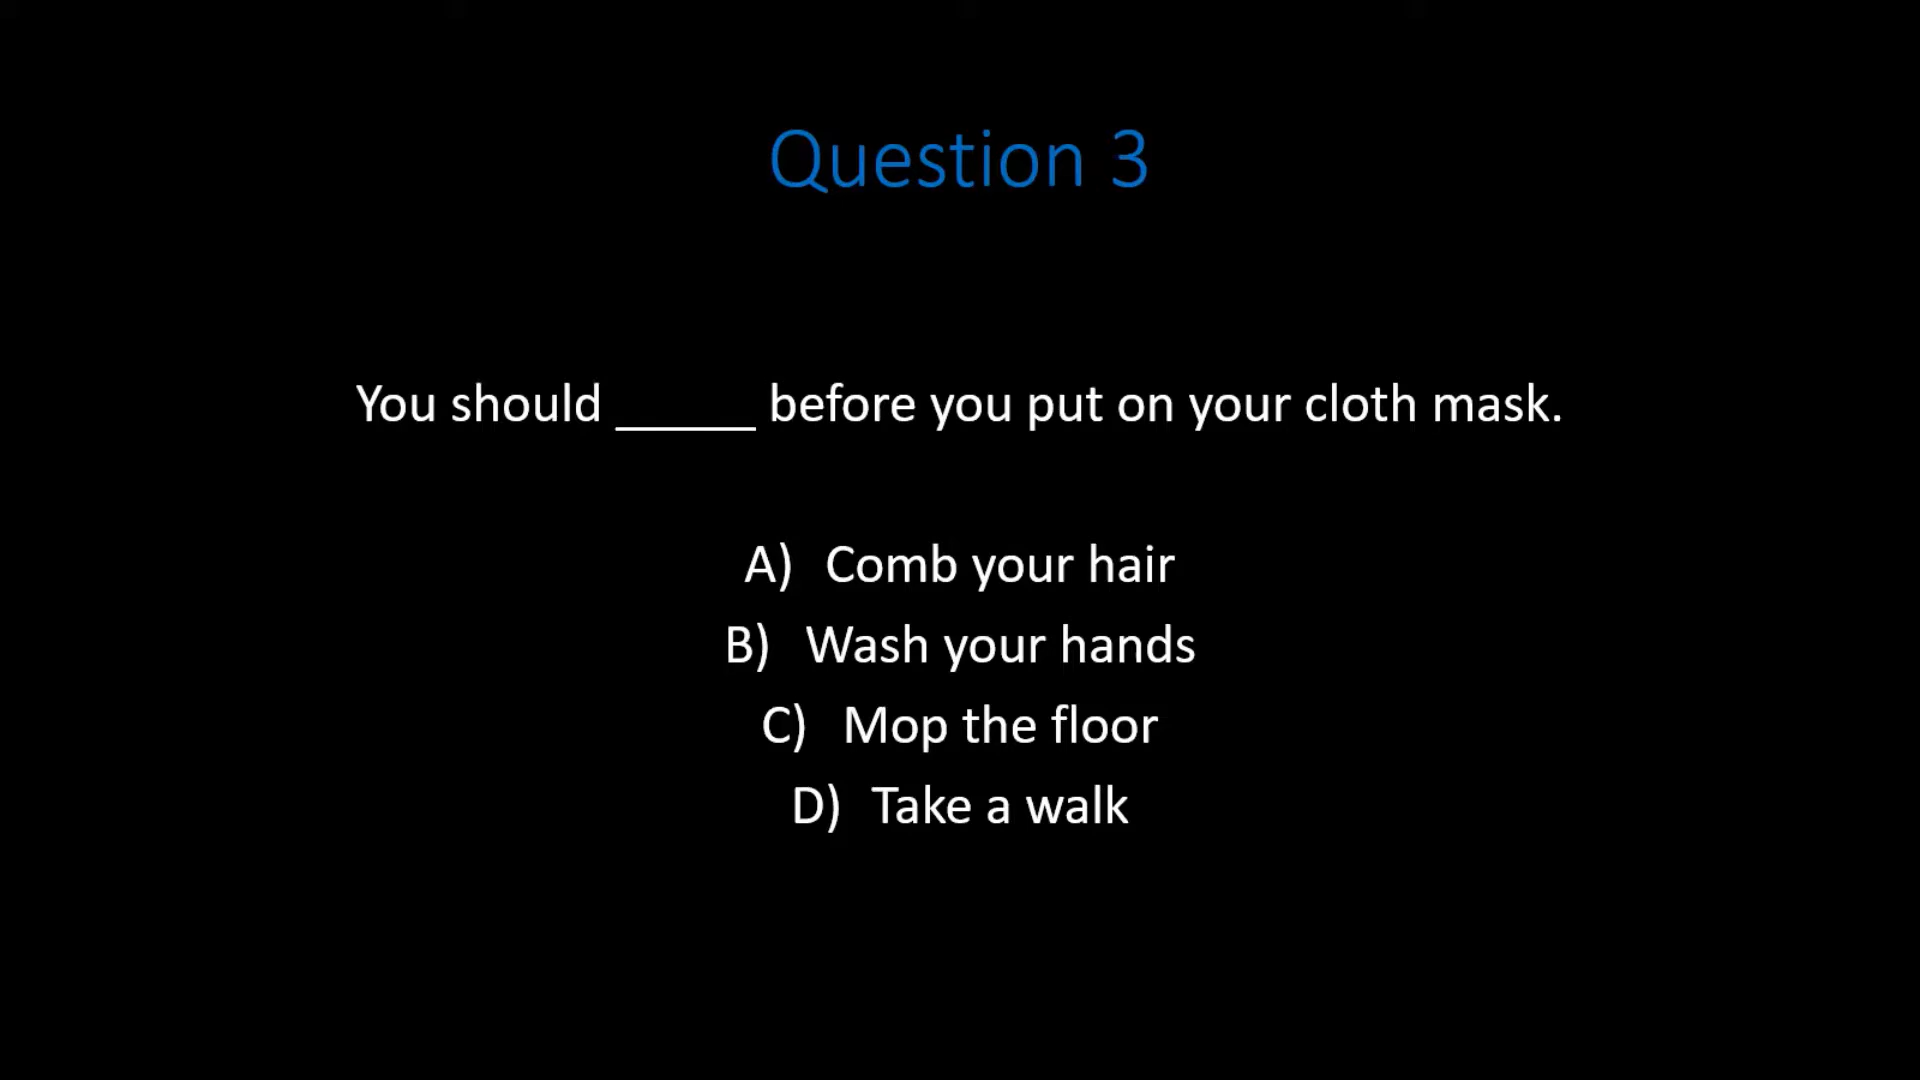 Question 3
You should _____ before you put on your cloth mask.
A) Comb your hair
B) Wash your hands
C) Mop the floor
D) Take a walk